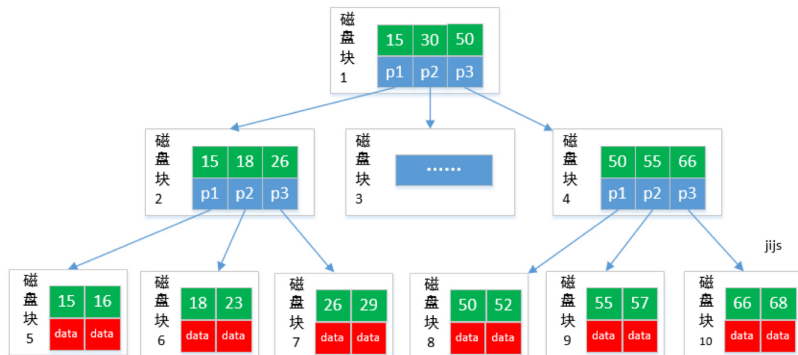 磁盘块1
15 30 50
p1 p2 p3
磁盘块2
15 18 26
p1 p2 p3
磁盘块3
······
磁盘块4
50 55 66
p1 p2 p3
jijs
磁盘块5
15 16
data data
磁盘块6
18 23
data data
磁盘块7
26 29
data data
磁盘块8
50 52
data data
磁盘块9
55 57
data data
磁盘块10
66 68
data data